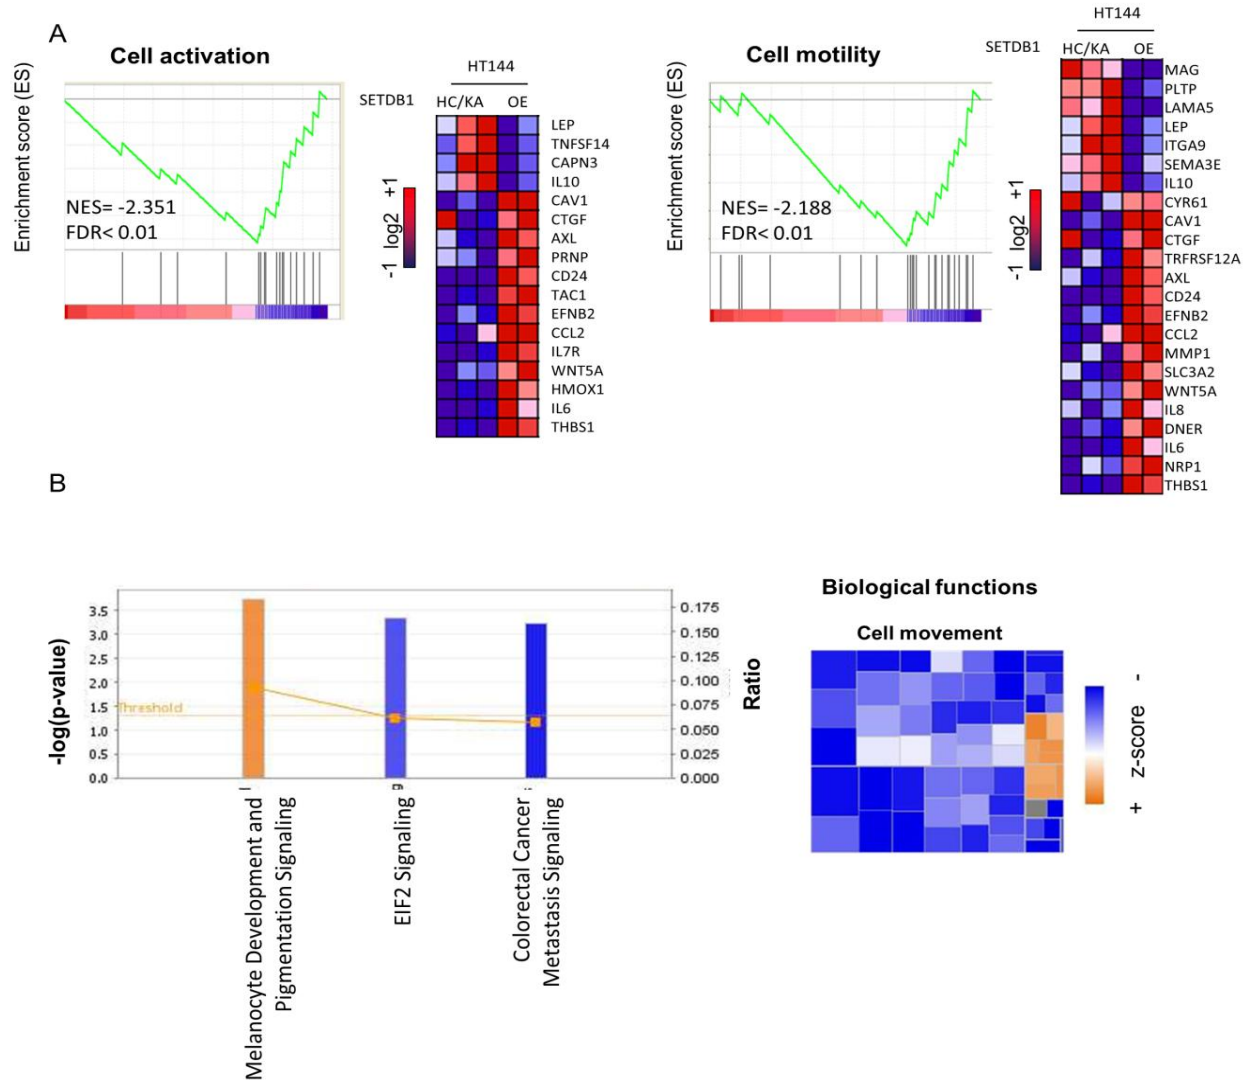 A
Cell activation
Enrichment score (ES)
NES= -2.351
FDR< 0.01
HT144
SETDB1
HC/KA OE
-1 log2 +1
LEP
TNFSF14
CAPN3
IL10
CAV1
CTGF
AXL
PRNP
CD24
TAC1
EFNB2
CCL2
IL7R
WNT5A
HMOX1
IL6
THBS1
Cell motility
Enrichment score (ES)
NES= -2.188
FDR< 0.01
HT144
SETDB1
HC/KA OE
-1 log2 +1
MAG
PLTP
LAMA5
LEP
ITGA9
SEMA3E
IL10
CYR61
CAV1
CTGF
TRFRSF12A
AXL
CD24
EFNB2
CCL2
MMP1
SLC3A2
WNT5A
IL8
DNER
IL6
NRP1
THBS1
B
-log(p-value)
3.5
3.0
2.5
2.0
1.5
1.0
0.5
0.0
Threshold
0.175
0.150
0.125
0.100
0.075
0.050
0.025
0.000
Ratio
Melanocyte Development and
Pigmentation Signaling
EIF2 Signaling
Colorectal Cancer
Metastasis Signaling
Biological functions
Cell movement
+ z-score -